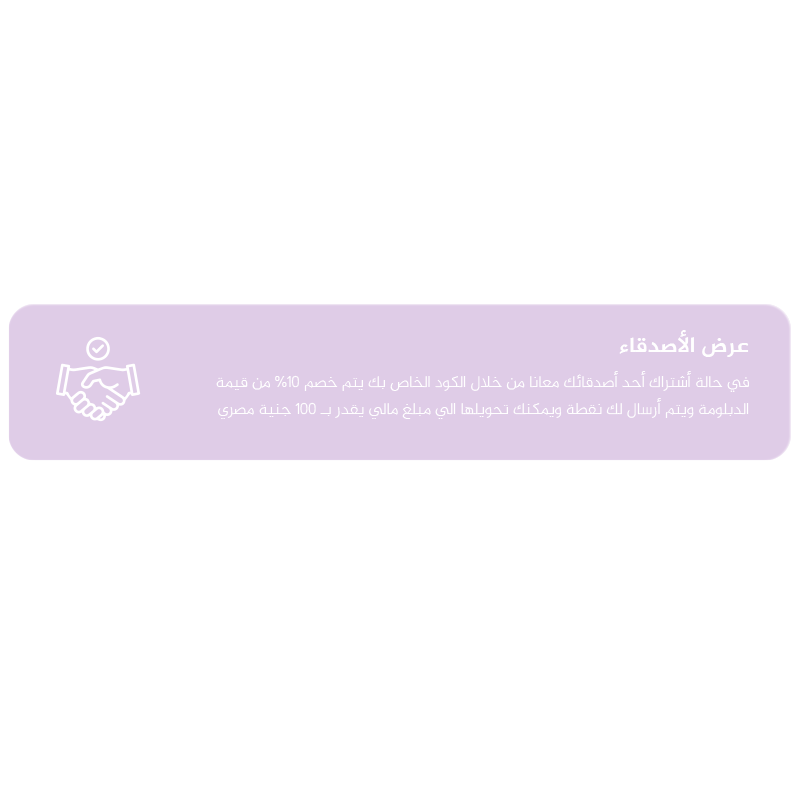 عرض الأصدقاء
في حالة أشتراك أحد أصدقائك معانا من خلال الكود الخاص بك يتم خصم 10% من قيمة
الدبلومة ويتم أرسال لك نقطة ويمكنك تحويلها الي مبلغ مالي يقدر بـ 100 جنية مصري